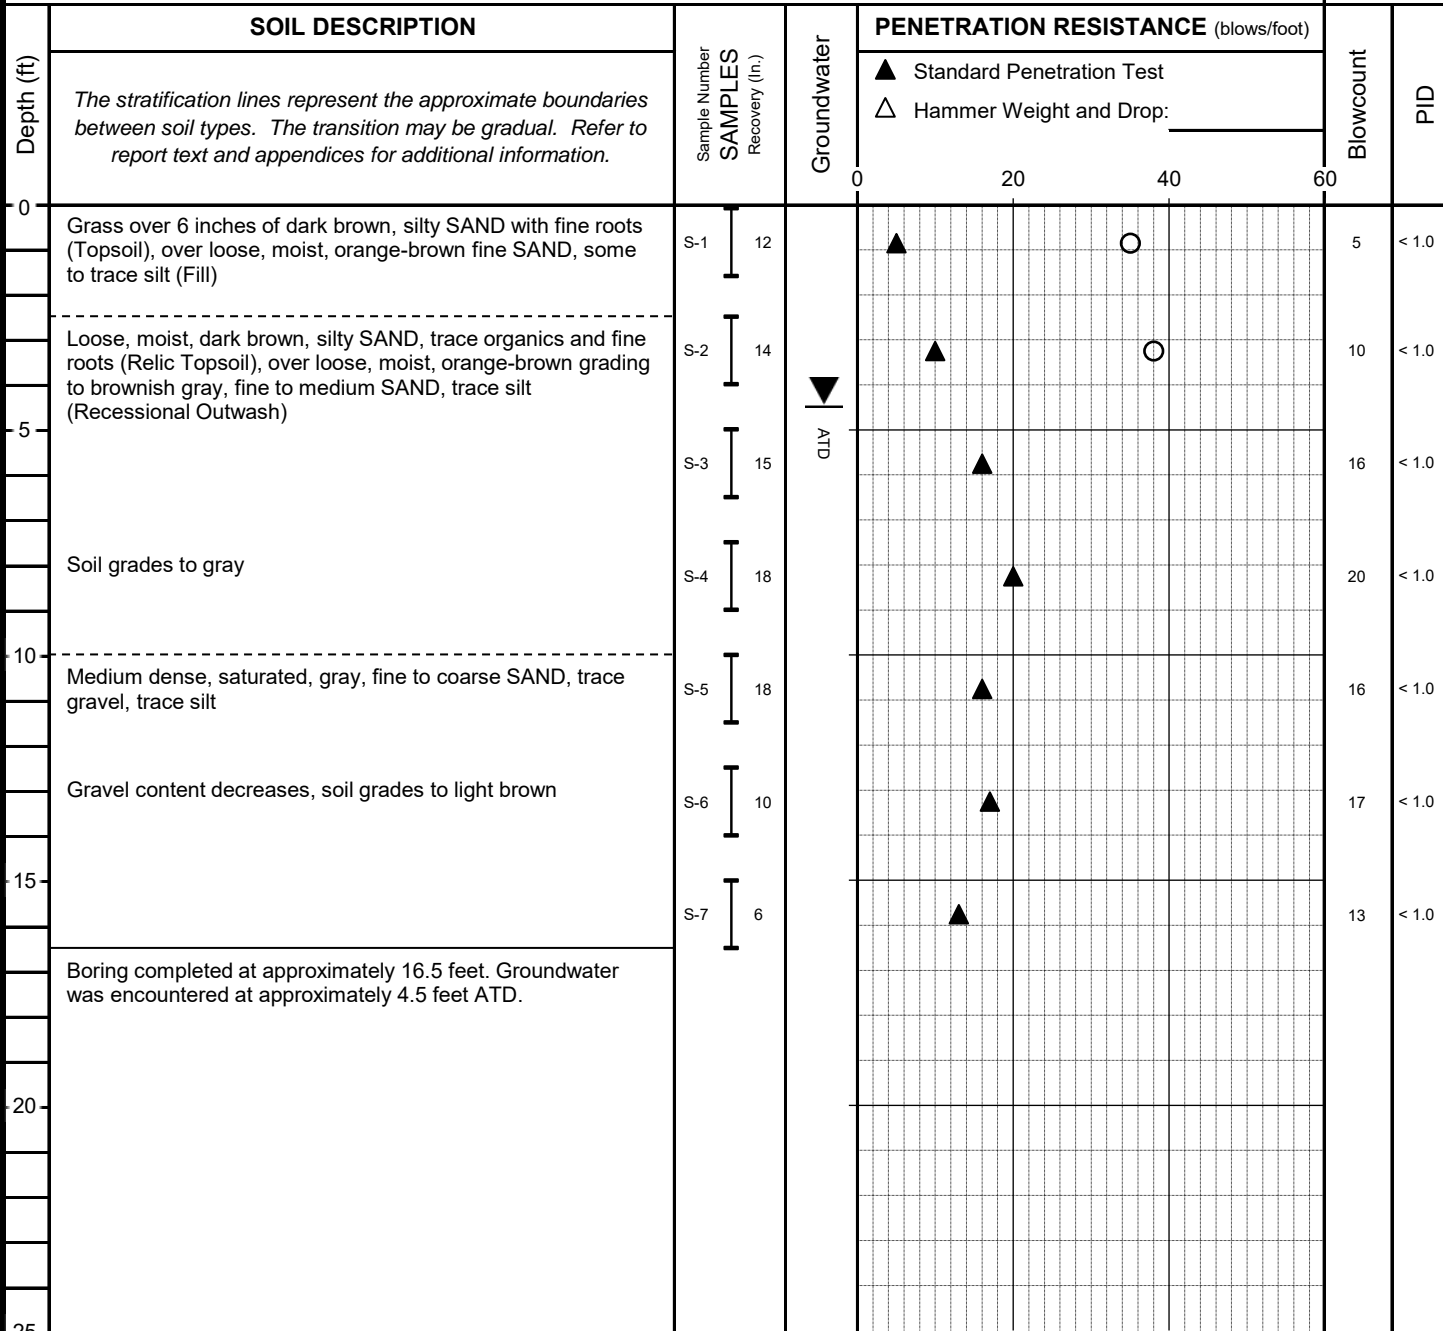 SOIL DESCRIPTION
PENETRATION RESISTANCE (blows/foot)
Depth (ft)
The stratification lines represent the approximate boundaries
between soil types. The transition may be gradual. Refer to
report text and appendices for additional information.
Sample Number
SAMPLES
Recovery (In.)
Groundwater
▲ Standard Penetration Test
△ Hammer Weight and Drop:
Blowcount
PID
0 20 40 60
0
Grass over 6 inches of dark brown, silty SAND with fine roots
(Topsoil), over loose, moist, orange-brown fine SAND, some
to trace silt (Fill)
S-1 12 5 < 1.0
Loose, moist, dark brown, silty SAND, trace organics and fine
roots (Relic Topsoil), over loose, moist, orange-brown grading
to brownish gray, fine to medium SAND, trace silt
(Recessional Outwash)
S-2 14 10 < 1.0
5
ATD
S-3 15 16 < 1.0
Soil grades to gray
S-4 18 20 < 1.0
10
Medium dense, saturated, gray, fine to coarse SAND, trace
gravel, trace silt
S-5 18 16 < 1.0
Gravel content decreases, soil grades to light brown
S-6 10 17 < 1.0
15
S-7 6 13 < 1.0
Boring completed at approximately 16.5 feet. Groundwater
was encountered at approximately 4.5 feet ATD.
20
25